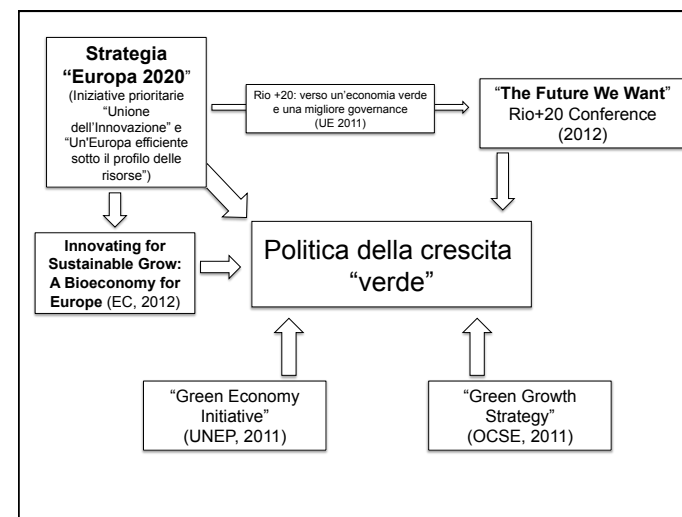 Strategia
“Europa 2020”
(Iniziative prioritarie
“Unione
dell’Innovazione” e
“Un'Europa efficiente
sotto il profilo delle
risorse”)
Rio +20: verso un’economia verde
e una migliore governance
(UE 2011)
“The Future We Want”
Rio+20 Conference
(2012)
Innovating for
Sustainable Grow:
A Bioeconomy for
Europe (EC, 2012)
Politica della crescita
“verde”
“Green Economy
Initiative”
(UNEP, 2011)
“Green Growth
Strategy”
(OCSE, 2011)